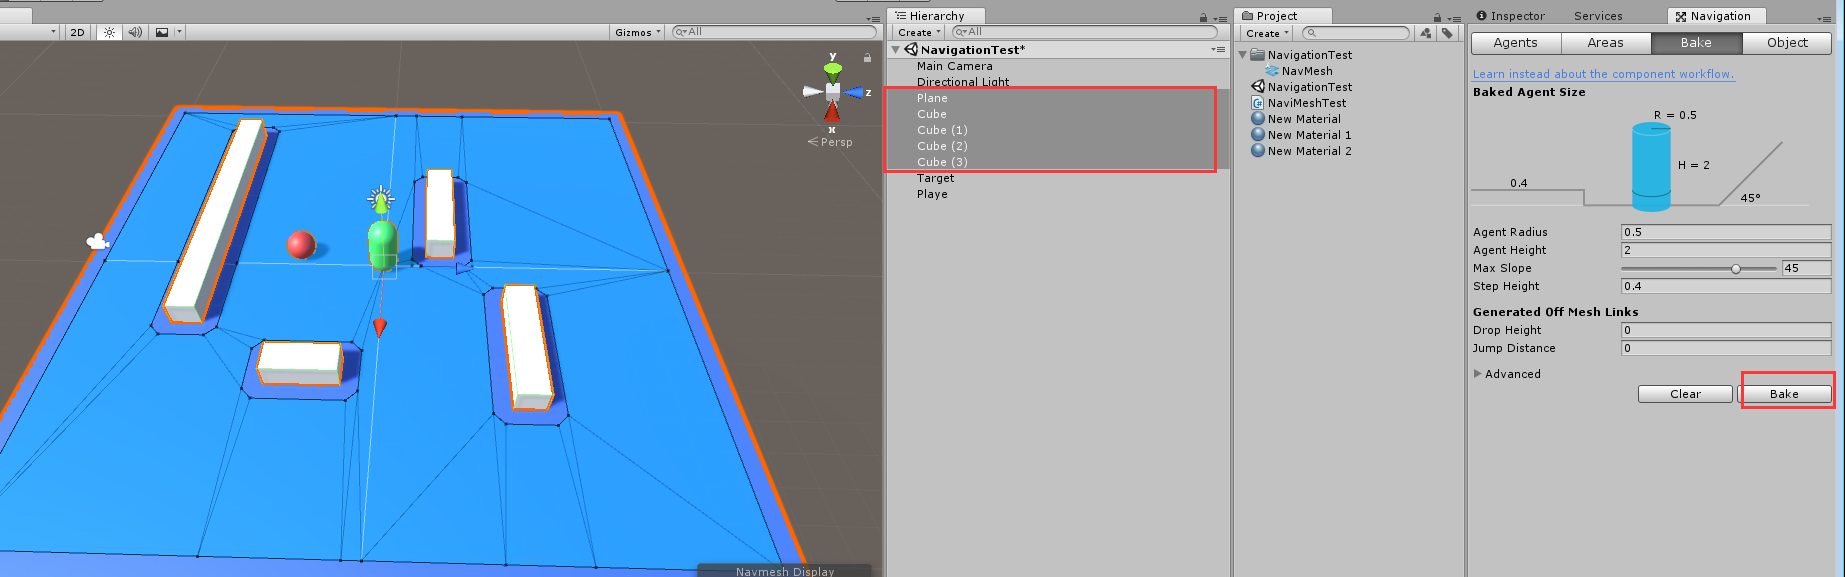 2D
Gizmos
All
y
z
x
Persp
Navmesh Display
Hierarchy
Create
All
NavigationTest*
Main Camera
Directional Light
Plane
Cube
Cube (1)
Cube (2)
Cube (3)
Target
Playe
Project
Create
NavigationTest
NavMesh
NavigationTest
NaviMeshTest
New Material
New Material 1
New Material 2
Inspector Services Navigation
Agents Areas Bake Object
Learn instead about the component workflow.
Baked Agent Size
R = 0.5
H = 2
0.4
45°
Agent Radius 0.5
Agent Height 2
Max Slope 45
Step Height 0.4
Generated Off Mesh Links
Drop Height 0
Jump Distance 0
Advanced
Clear Bake